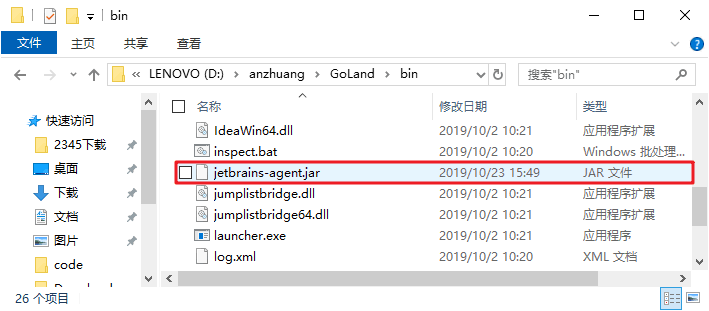 bin
文件 主页 共享 查看
« LENOVO (D:) › anzhuang › GoLand › bin 搜索"bin"
名称 修改日期 类型
快速访问
2345下载
桌面
下载
文档
图片
code
IdeaWin64.dll 2019/10/2 10:21 应用程序扩展
inspect.bat 2019/10/2 10:20 Windows 批处理...
jetbrains-agent.jar 2019/10/23 15:49 JAR 文件
jumplistbridge.dll 2019/10/2 10:21 应用程序扩展
jumplistbridge64.dll 2019/10/2 10:21 应用程序扩展
launcher.exe 2019/10/2 10:21 应用程序
log.xml 2019/10/2 10:20 XML 文档
26 个项目